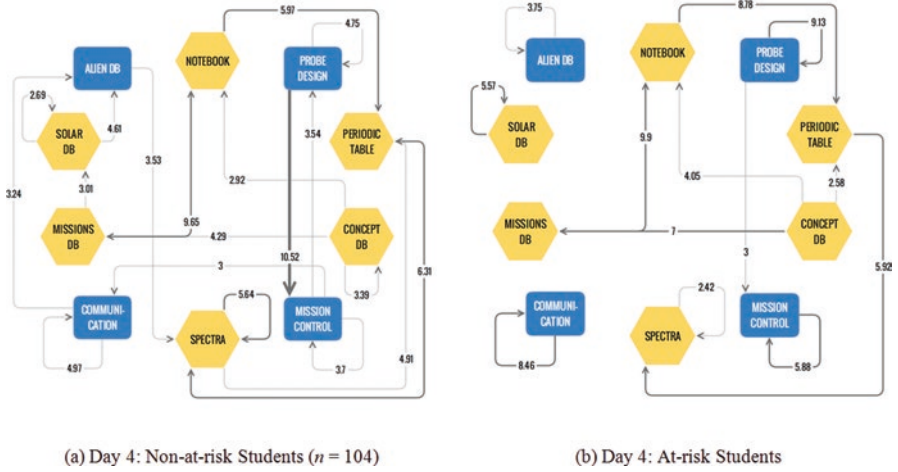 (a)
5.97
4.75
ALIEN DB
NOTEBOOK
PROBE
DESIGN
2.69
4.61
SOLAR
DB
3.54
PERIODIC
TABLE
3.53
3.01
2.92
3.24
MISSIONS
DB
9.65
4.29
CONCEPT
DB
10.52
3
3.39
6.31
5.64
COMMUNI-
CATION
SPECTRA
MISSION
CONTROL
4.97
3.7
4.91
(a) Day 4: Non-at-risk Students (n = 104)
(b)
3.75
8.78
9.13
ALIEN DB
NOTEBOOK
PROBE
DESIGN
5.57
SOLAR
DB
9.9
PERIODIC
TABLE
4.05
2.58
MISSIONS
DB
7
CONCEPT
DB
3
5.92
2.42
COMMUNI-
CATION
SPECTRA
MISSION
CONTROL
8.46
5.88
(b) Day 4: At-risk Students